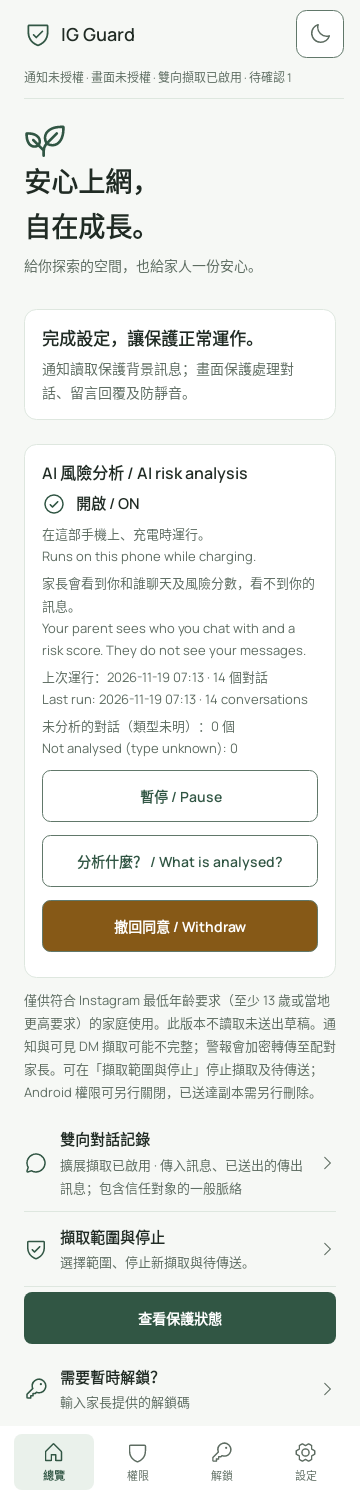 IG Guard
通知未授權 · 畫面未授權 · 雙向擷取已啟用 · 待確認 1
安心上網，
自在成長。
給你探索的空間，也給家人一份安心。
完成設定，讓保護正常運作。
通知讀取保護背景訊息；畫面保護處理對
話、留言回覆及防靜音。
AI 風險分析 / AI risk analysis
開啟 / ON
在這部手機上、充電時運行。
Runs on this phone while charging.
家長會看到你和誰聊天及風險分數，看不到你的
訊息。
Your parent sees who you chat with and a
risk score. They do not see your messages.
上次運行：2026-11-19 07:13 · 14 個對話
Last run: 2026-11-19 07:13 · 14 conversations
未分析的對話（類型未明）：0 個
Not analysed (type unknown): 0
暫停 / Pause
分析什麼？ / What is analysed?
撤回同意 / Withdraw
僅供符合 Instagram 最低年齡要求（至少 13 歲或當地
更高要求）的家庭使用。此版本不讀取未送出草稿。通
知與可見 DM 擷取可能不完整；警報會加密轉傳至配對
家長。可在「擷取範圍與停止」停止擷取及待傳送；
Android 權限可另行關閉，已送達副本需另行刪除。
雙向對話記錄
擴展擷取已啟用 · 傳入訊息、已送出的傳出
訊息；包含信任對象的一般脈絡
擷取範圍與停止
選擇範圍、停止新擷取與待傳送。
查看保護狀態
需要暫時解鎖？
輸入家長提供的解鎖碼
總覽
權限
解鎖
設定